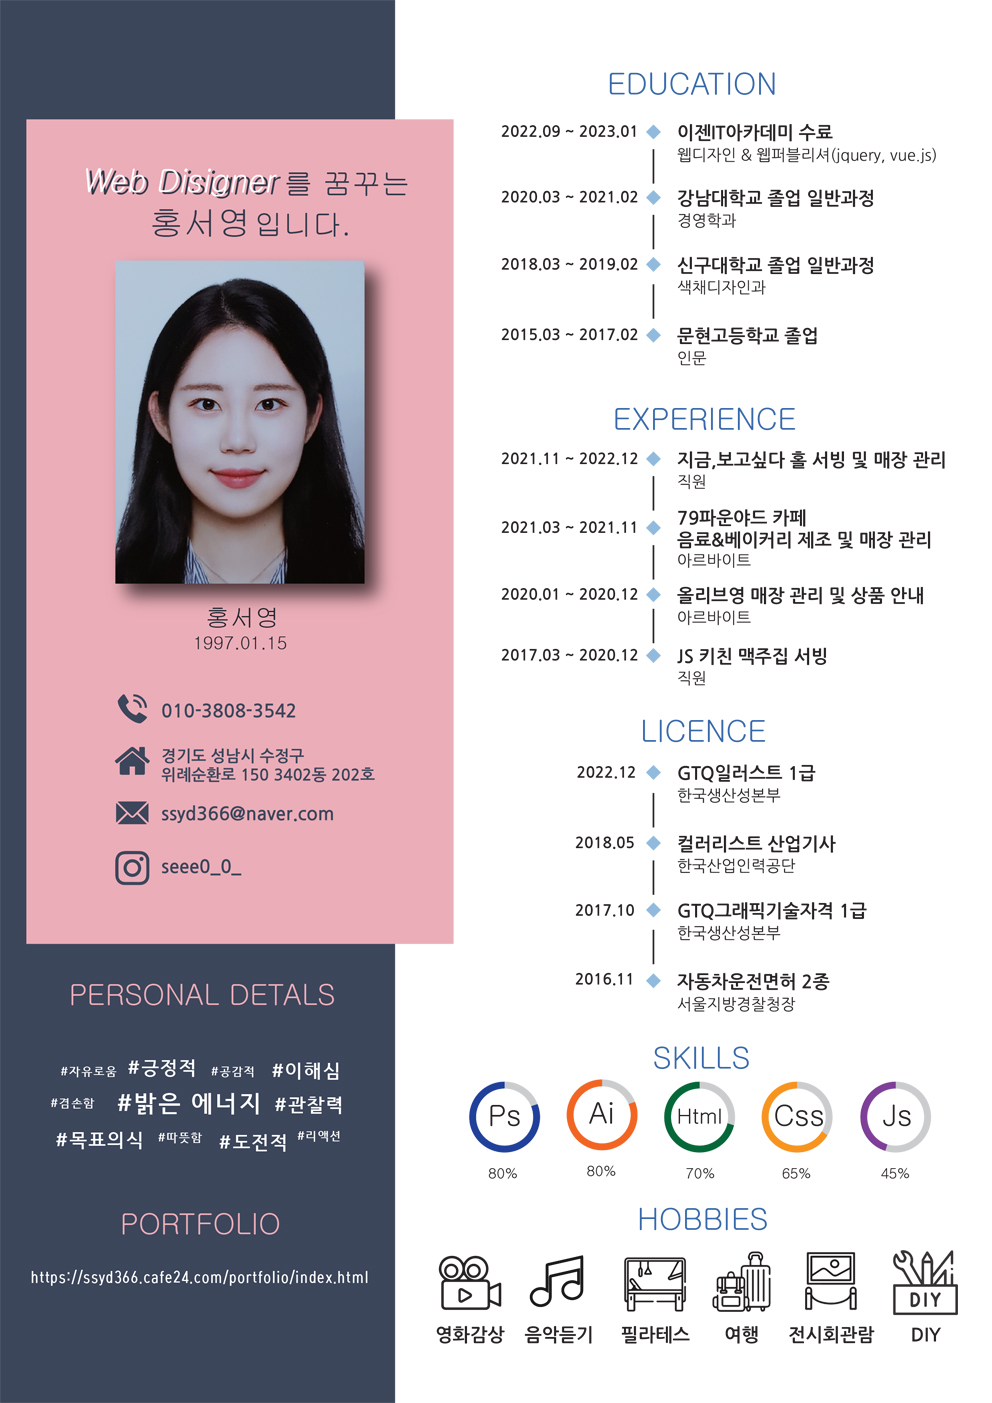 Web Disigner를 꿈꾸는
홍서영입니다.
홍서영
1997.01.15
010-3808-3542
경기도 성남시 수정구
위례순환로 150 3402동 202호
ssyd366@naver.com
seee0_0_
PERSONAL DETALS
#자유로움 #긍정적 #공감적 #이해심
#겸손함 #밝은 에너지 #관찰력
#목표의식 #따뜻함 #도전적 #리액션
PORTFOLIO
https://ssyd366.cafe24.com/portfolio/index.html
EDUCATION
2022.09 ~ 2023.01 이젠IT아카데미 수료
웹디자인 & 웹퍼블리셔(jquery, vue.js)
2020.03 ~ 2021.02 강남대학교 졸업 일반과정
경영학과
2018.03 ~ 2019.02 신구대학교 졸업 일반과정
색채디자인과
2015.03 ~ 2017.02 문현고등학교 졸업
인문
EXPERIENCE
2021.11 ~ 2022.12 지금,보고싶다 홀 서빙 및 매장 관리
직원
2021.03 ~ 2021.11 79파운야드 카페
음료&베이커리 제조 및 매장 관리
아르바이트
2020.01 ~ 2020.12 올리브영 매장 관리 및 상품 안내
아르바이트
2017.03 ~ 2020.12 JS 키친 맥주집 서빙
직원
LICENCE
2022.12 GTQ일러스트 1급
한국생산성본부
2018.05 컬러리스트 산업기사
한국산업인력공단
2017.10 GTQ그래픽기술자격 1급
한국생산성본부
2016.11 자동차운전면허 2종
서울지방경찰청장
SKILLS
Ps Ai Html Css Js
80% 80% 70% 65% 45%
HOBBIES
DIY
영화감상 음악듣기 필라테스 여행 전시회관람 DIY